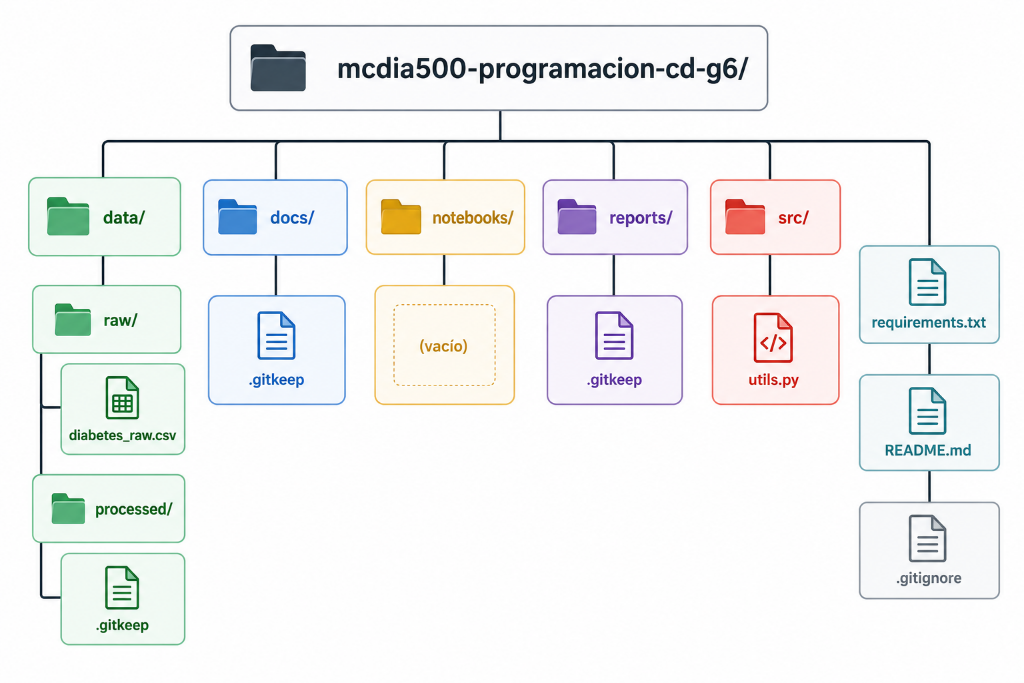 mcdia500-programacion-cd-g6/
data/
docs/
notebooks/
reports/
src/
raw/
diabetes_raw.csv
processed/
.gitkeep
.gitkeep
(vacío)
.gitkeep
utils.py
requirements.txt
README.md
.gitignore